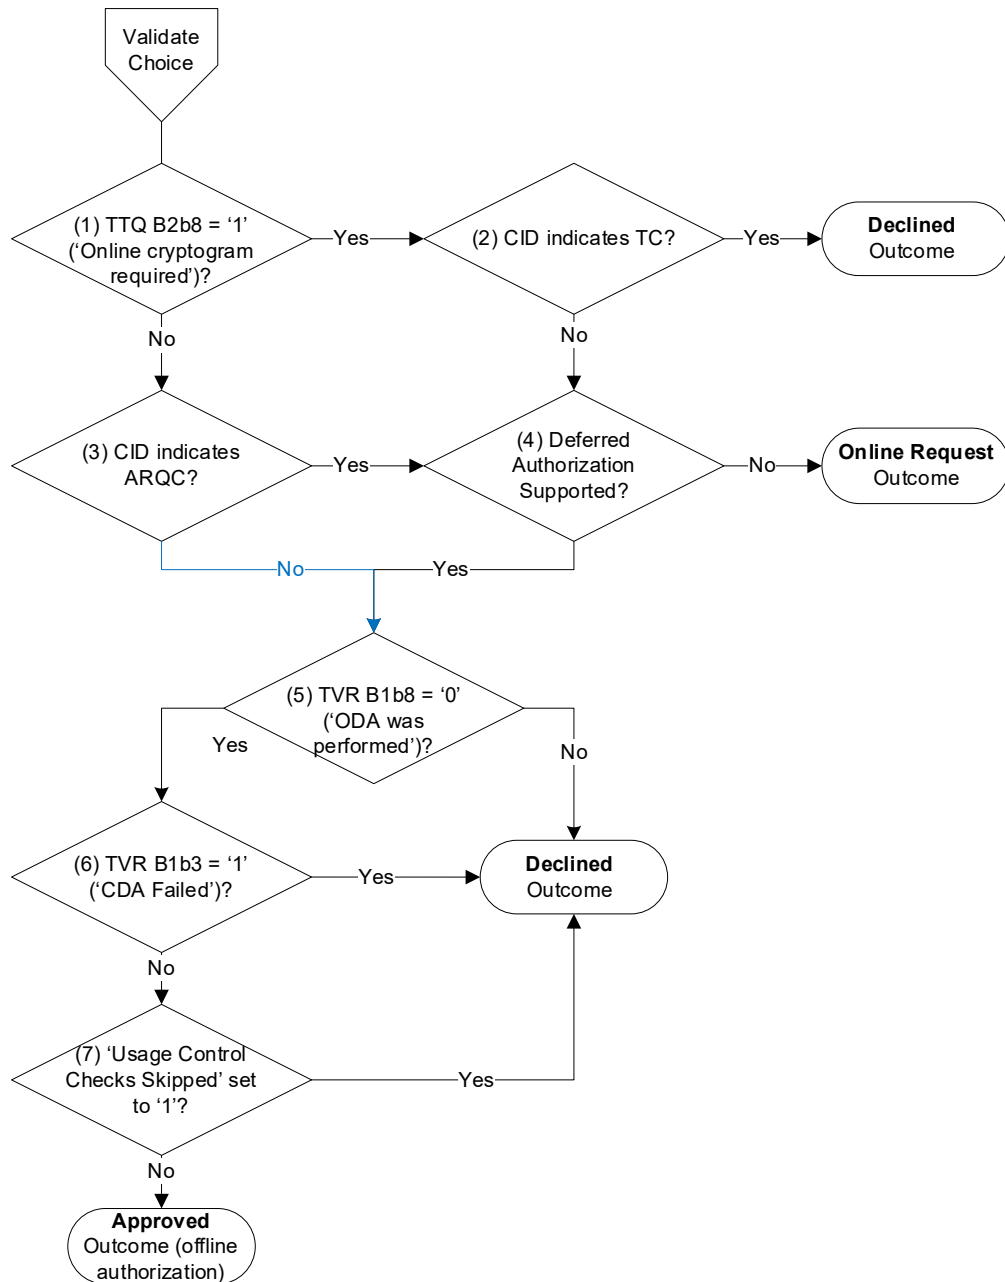 Validate
Choice
(1) TTQ B2b8 = ‘1’
(‘Online cryptogram
required’)?
Yes
(2) CID indicates TC?
Yes
Declined
Outcome
No
No
(3) CID indicates
ARQC?
Yes
(4) Deferred
Authorization
Supported?
No
Online Request
Outcome
No
Yes
(5) TVR B1b8 = ‘0’
(‘ODA was
performed’)?
Yes
No
(6) TVR B1b3 = ‘1’
(‘CDA Failed’)?
Yes
Declined
Outcome
No
(7) ‘Usage Control
Checks Skipped’ set
to ‘1’?
Yes
No
Approved
Outcome (offline
authorization)